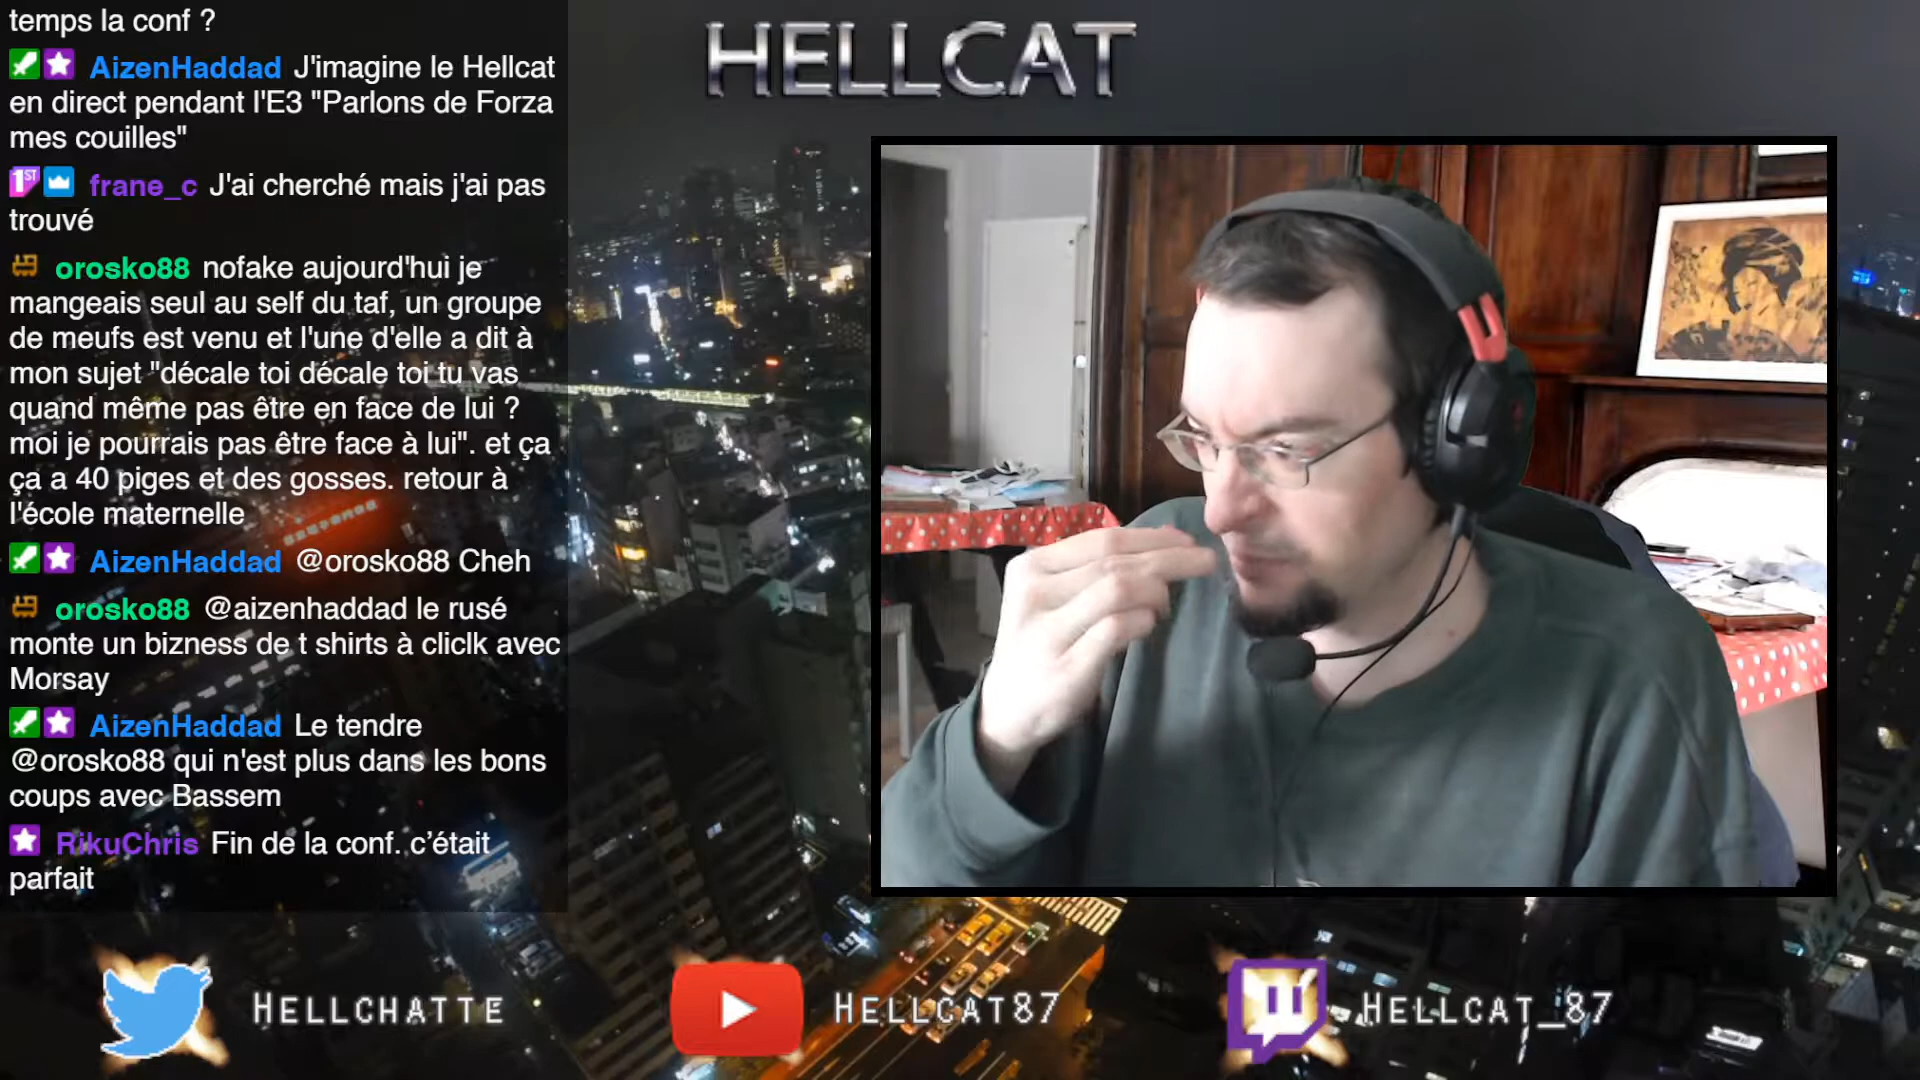 temps la conf ?
AizenHaddad J'imagine le Hellcat
en direct pendant l'E3 "Parlons de Forza
mes couilles"
1ST frane_c J'ai cherché mais j'ai pas
trouvé
orosko88 nofake aujourd'hui je
mangeais seul au self du taf, un groupe
de meufs est venu et l'une d'elle a dit à
mon sujet "décale toi décale toi tu vas
quand même pas être en face de lui ?
moi je pourrais pas être face à lui". et ça
ça a 40 piges et des gosses. retour à
l'école maternelle
AizenHaddad @orosko88 Cheh
orosko88 @aizenhaddad le rusé
monte un bizness de t shirts à cliclk avec
Morsay
AizenHaddad Le tendre
@orosko88 qui n'est plus dans les bons
coups avec Bassem
RikuChris Fin de la conf. c’était
parfait
HELLCAT
HELLCHATTE
HELLCAT87
HELLCAT_87